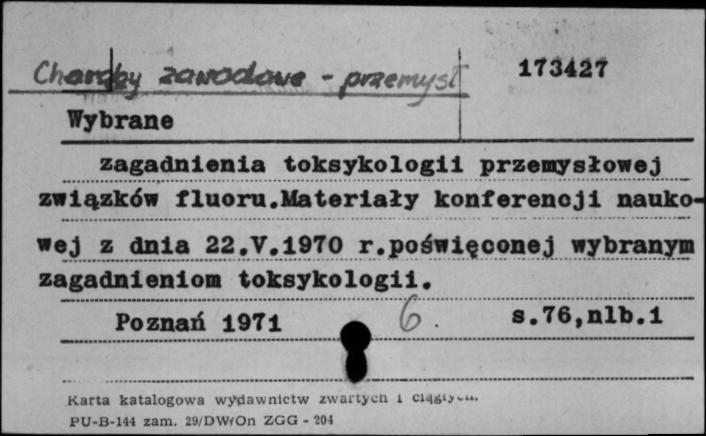 Choroby zawodowe - przemysł 173427
Wybrane
zagadnienia toksykologii przemysłowej
związków fluoru.Materiały konferencji nauko-
wej z dnia 22.V.1970 r.poświęconej wybranym
zagadnieniom toksykologii.
Poznań 1971 6. s.76,nlb.1
Karta katalogowa wydawnictw zwartych i ciągłych.
PU-B-144 zam. 29/DW/On ZGG - 204